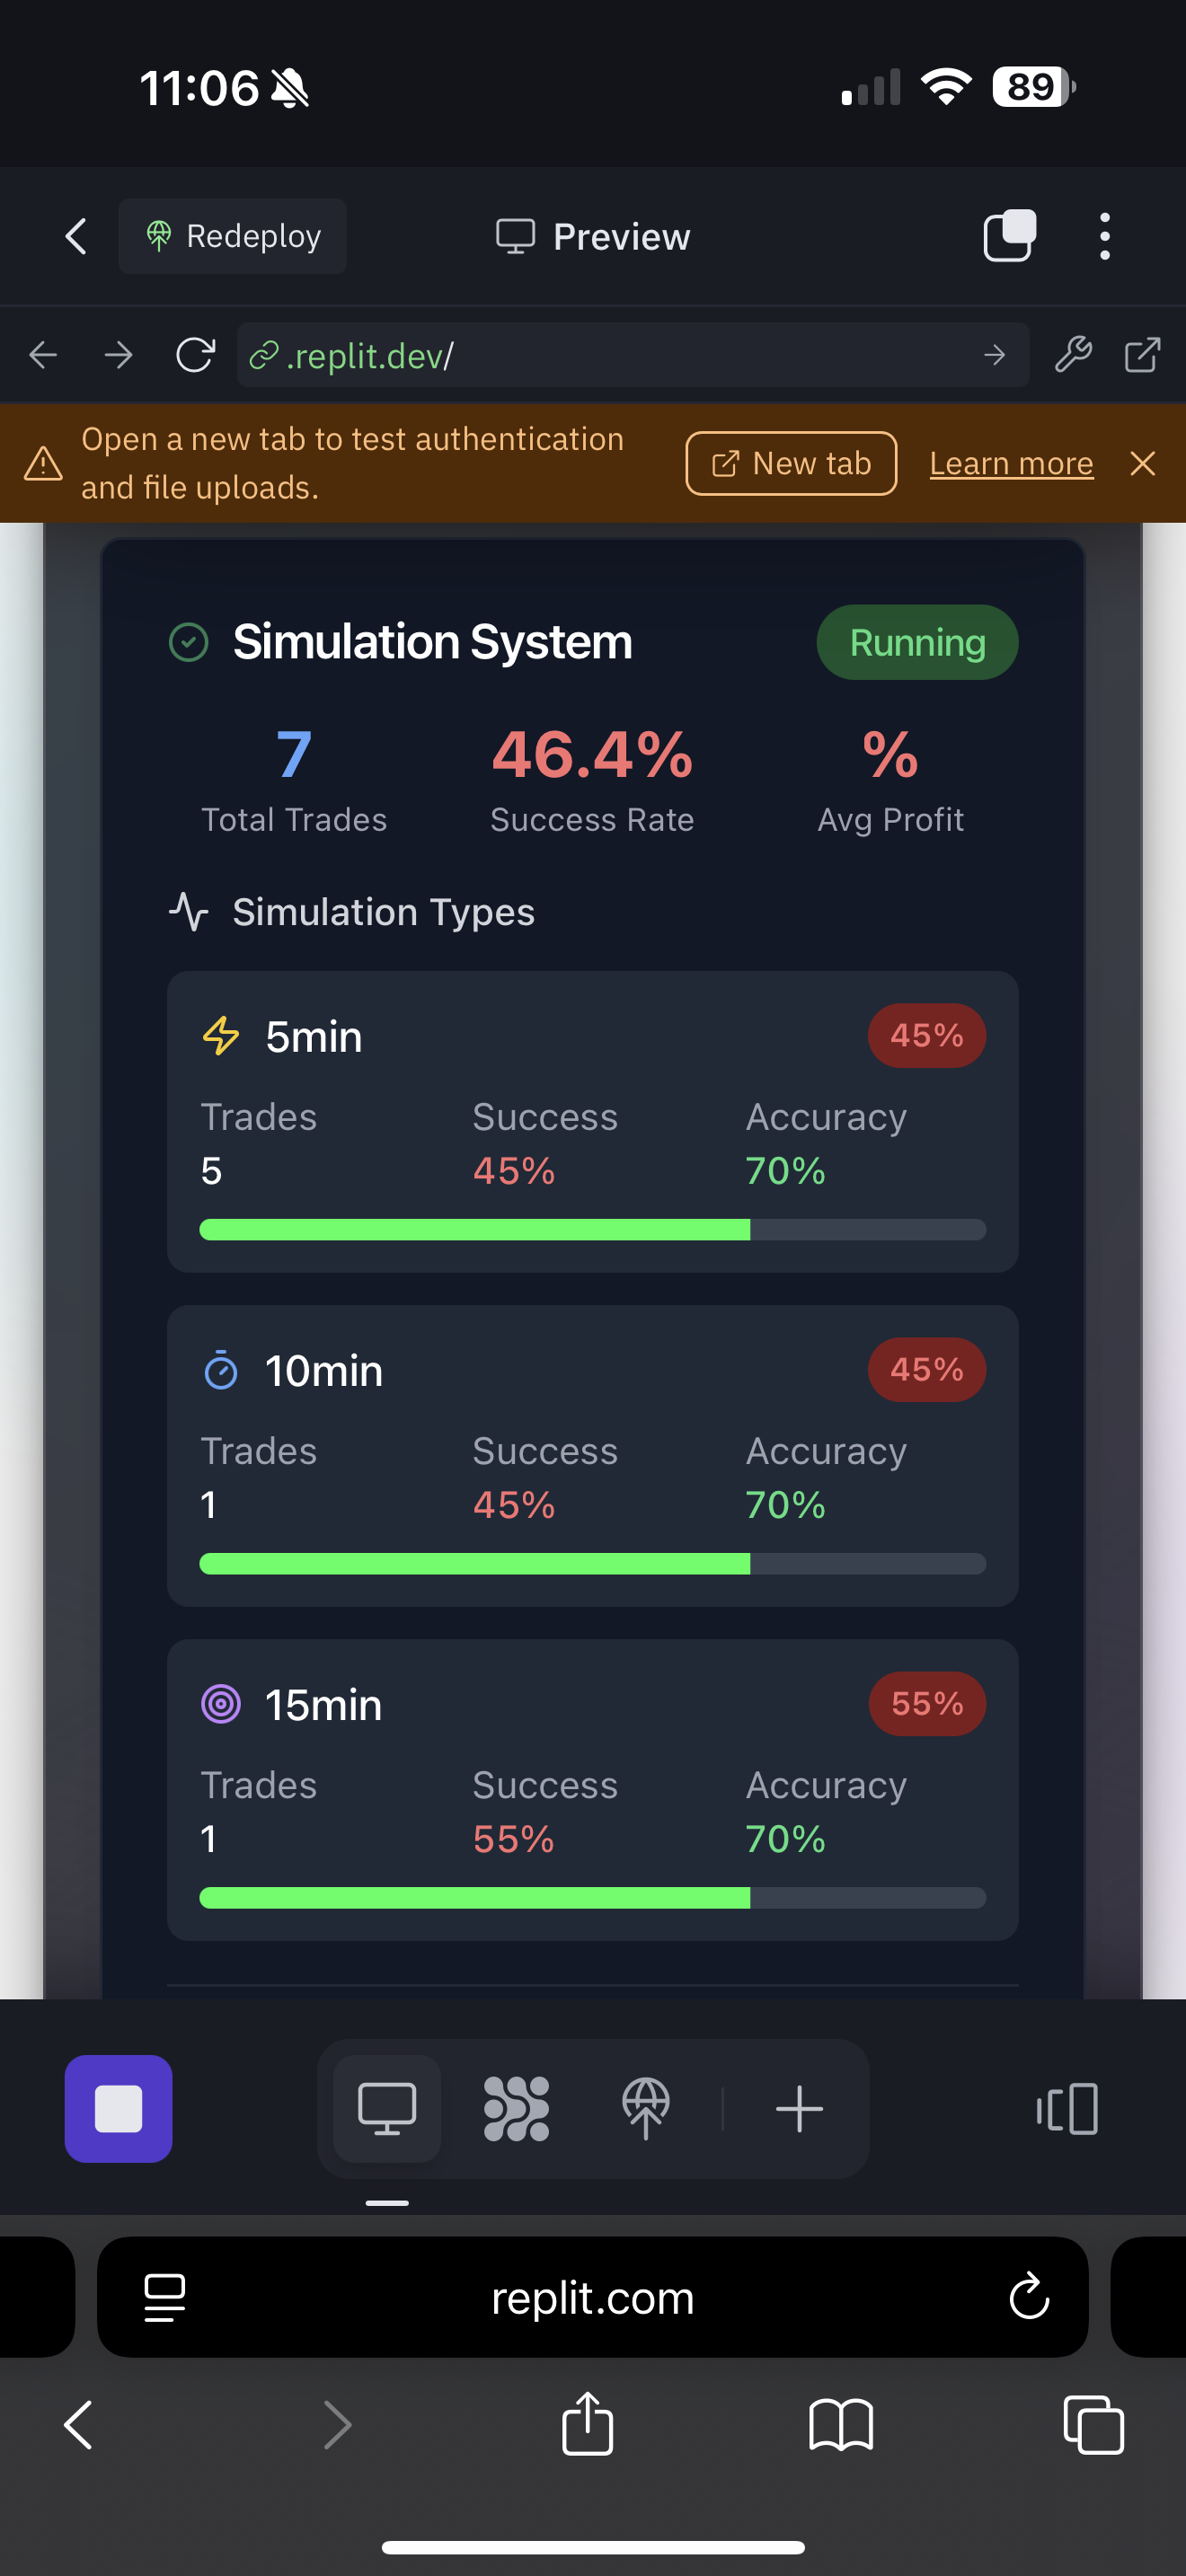 11:06
89
Redeploy
Preview
.replit.dev/
Open a new tab to test authentication
and file uploads.
New tab
Learn more
Simulation System
Running
7
46.4%
%
Total Trades
Success Rate
Avg Profit
Simulation Types
5min
45%
Trades
Success
Accuracy
5
45%
70%
10min
45%
Trades
Success
Accuracy
1
45%
70%
15min
55%
Trades
Success
Accuracy
1
55%
70%
replit.com